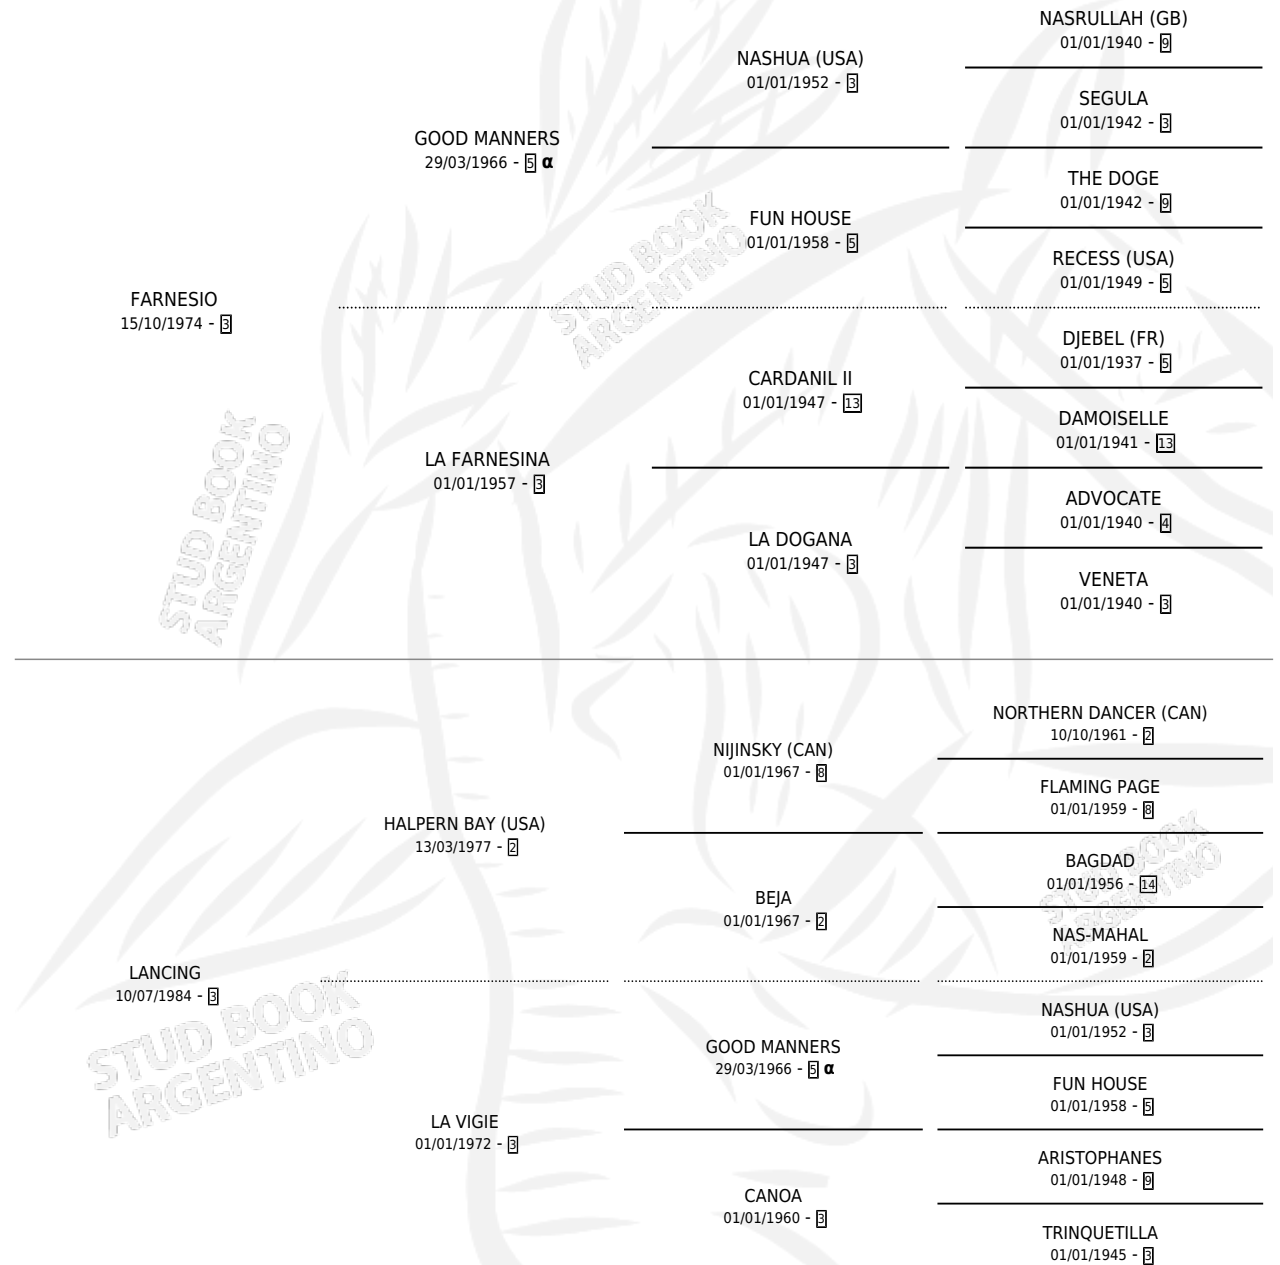 NASRULLAH (GB)
01/01/1940 - 9
NASHUA (USA)
01/01/1952 - 3
SEGULA
01/01/1942 - 3
GOOD MANNERS
29/03/1966 - 5 α
THE DOGE
01/01/1942 - 9
FUN HOUSE
01/01/1958 - 5
RECESS (USA)
01/01/1949 - 5
STUD BOOK
ARGENTINO
FARNESIO
15/10/1974 - 3
DJEBEL (FR)
01/01/1937 - 5
CARDANIL II
01/01/1947 - 13
DAMOISELLE
01/01/1941 - 13
LA FARNESINA
01/01/1957 - 3
ADVOCATE
01/01/1940 - 4
LA DOGANA
01/01/1947 - 3
VENETA
01/01/1940 - 3
STUD BOOK
ARGENTINO
NORTHERN DANCER (CAN)
10/10/1961 - 2
NIJINSKY (CAN)
01/01/1967 - 8
FLAMING PAGE
01/01/1959 - 8
HALPERN BAY (USA)
13/03/1977 - 2
BAGDAD
01/01/1956 - 14
BEJA
01/01/1967 - 2
NAS-MAHAL
01/01/1959 - 2
STUD BOOK
ARGENTINO
LANCING
10/07/1984 - 3
NASHUA (USA)
01/01/1952 - 3
GOOD MANNERS
29/03/1966 - 5 α
FUN HOUSE
01/01/1958 - 5
STUD BOOK
ARGENTINO
LA VIGIE
01/01/1972 - 3
ARISTOPHANES
01/01/1948 - 9
CANOA
01/01/1960 - 3
TRINQUETILLA
01/01/1945 - 3